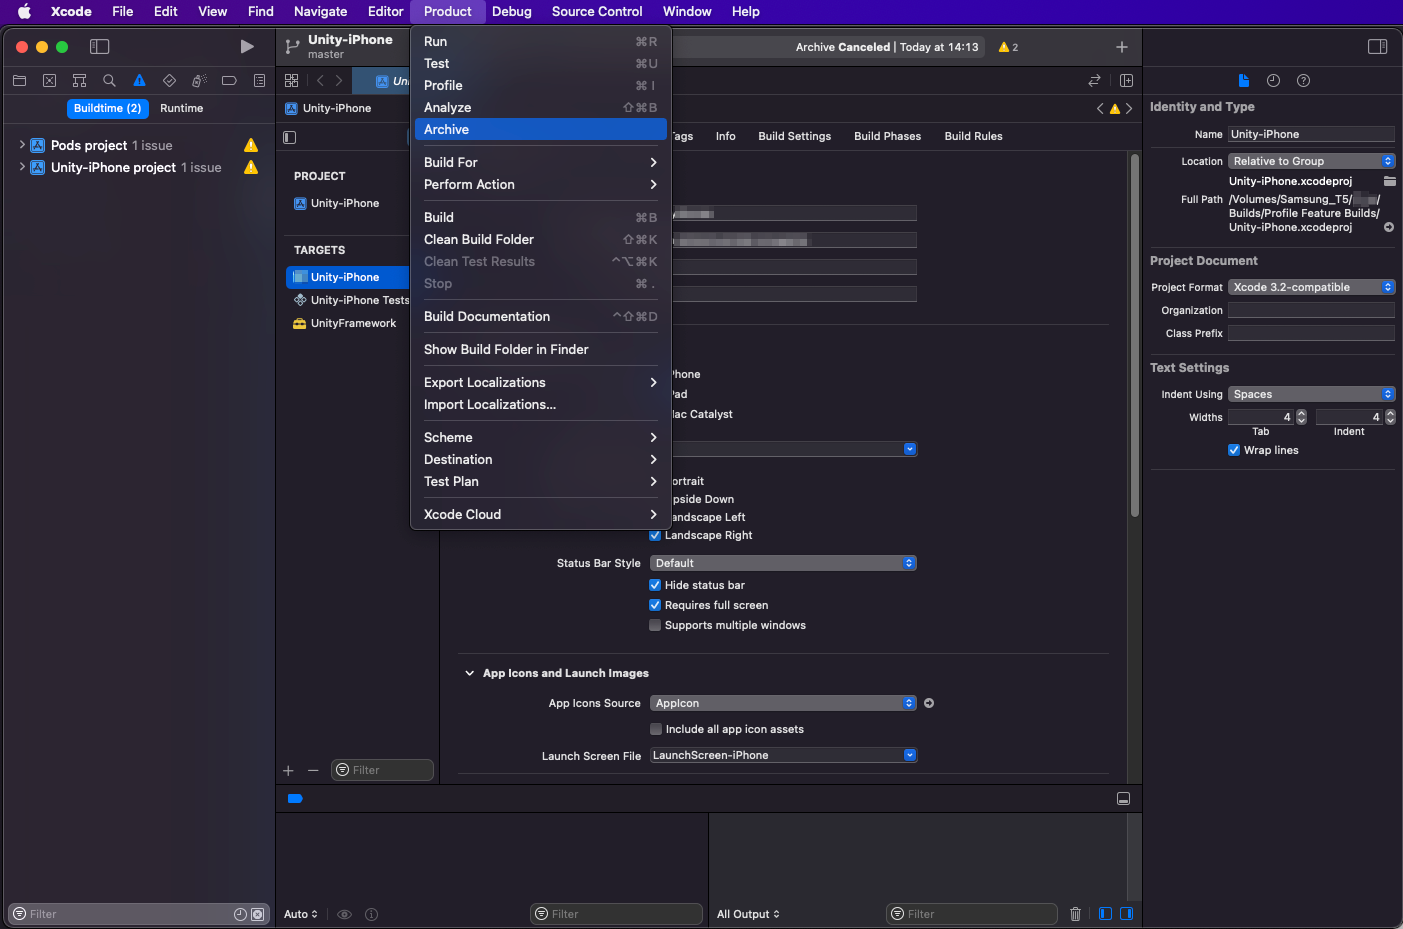 Xcode File Edit View Find Navigate Editor Product Debug Source Control Window Help
Unity-iPhone
master
Archive Canceled | Today at 14:13
2
Buildtime (2) Runtime
Pods project 1 issue
Unity-iPhone project 1 issue
Unity-iPhone
PROJECT
Unity-iPhone
TARGETS
Unity-iPhone
Unity-iPhone Tests
UnityFramework
Filter
Run ⌘R
Test ⌘U
Profile ⌘I
Analyze ⇧⌘B
Archive
Build For
Perform Action
Build ⌘B
Clean Build Folder ⇧⌘K
Clean Test Results ^⌥⌘K
Stop ⌘.
Build Documentation ^⇧⌘D
Show Build Folder in Finder
Export Localizations
Import Localizations...
Scheme
Destination
Test Plan
Xcode Cloud
Info Build Settings Build Phases Build Rules
Phone
Pad
Mac Catalyst
ortrait
pside Down
andscape Left
Landscape Right
Status Bar Style Default
Hide status bar
Requires full screen
Supports multiple windows
App Icons and Launch Images
App Icons Source AppIcon
Include all app icon assets
Launch Screen File LaunchScreen-iPhone
Identity and Type
Name Unity-iPhone
Location Relative to Group
Unity-iPhone.xcodeproj
Full Path /Volumes/Samsung_T5/ /
Builds/Profile Feature Builds/
Unity-iPhone.xcodeproj
Project Document
Project Format Xcode 3.2-compatible
Organization
Class Prefix
Text Settings
Indent Using Spaces
Widths 4 4
Tab Indent
Wrap lines
Filter
Auto
Filter
All Output
Filter